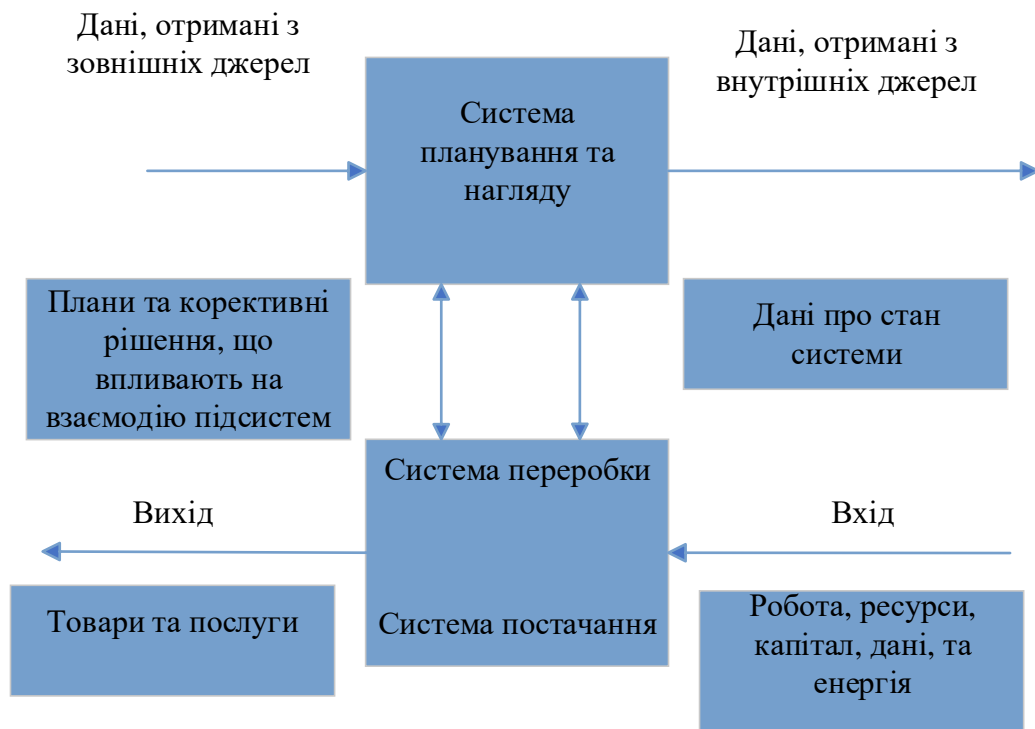 Дані, отримані з
зовнішніх джерел
Дані, отримані з
внутрішніх джерел
Система
планування та
нагляду
Плани та корективні
рішення, що
впливають на
взаємодію підсистем
Дані про стан
системи
Система переробки
Вихід
Вхід
Товари та послуги
Система постачання
Робота, ресурси,
капітал, дані, та
енергія